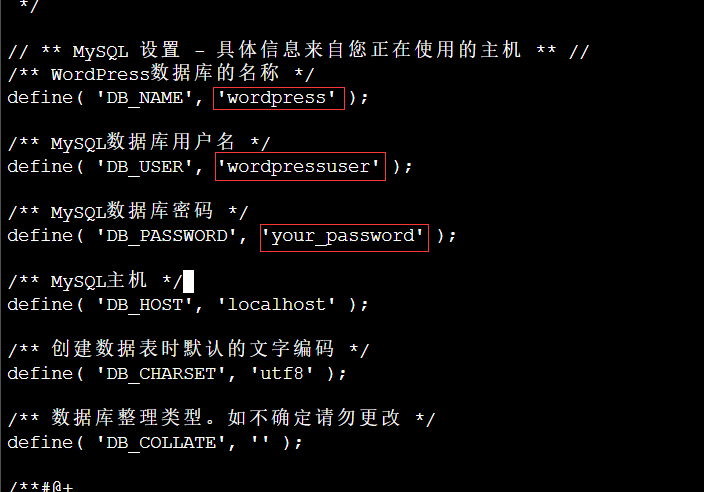 */
// ** MySQL 设置 - 具体信息来自您正在使用的主机 ** //
/** WordPress数据库的名称 */
define( 'DB_NAME', 'wordpress' );
/** MySQL数据库用户名 */
define( 'DB_USER', 'wordpressuser' );
/** MySQL数据库密码 */
define( 'DB_PASSWORD', 'your_password' );
/** MySQL主机 */
define( 'DB_HOST', 'localhost' );
/** 创建数据表时默认的文字编码 */
define( 'DB_CHARSET', 'utf8' );
/** 数据库整理类型。如不确定请勿更改 */
define( 'DB_COLLATE', '' );
/**#@+